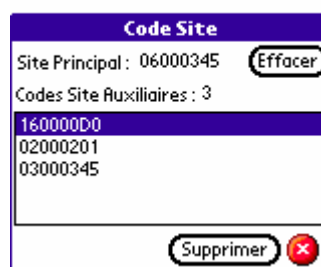 Code Site
Site Principal : 06000345 Effacer
Codes Site Auxiliaires : 3
160000D0
02000201
03000345
Supprimer